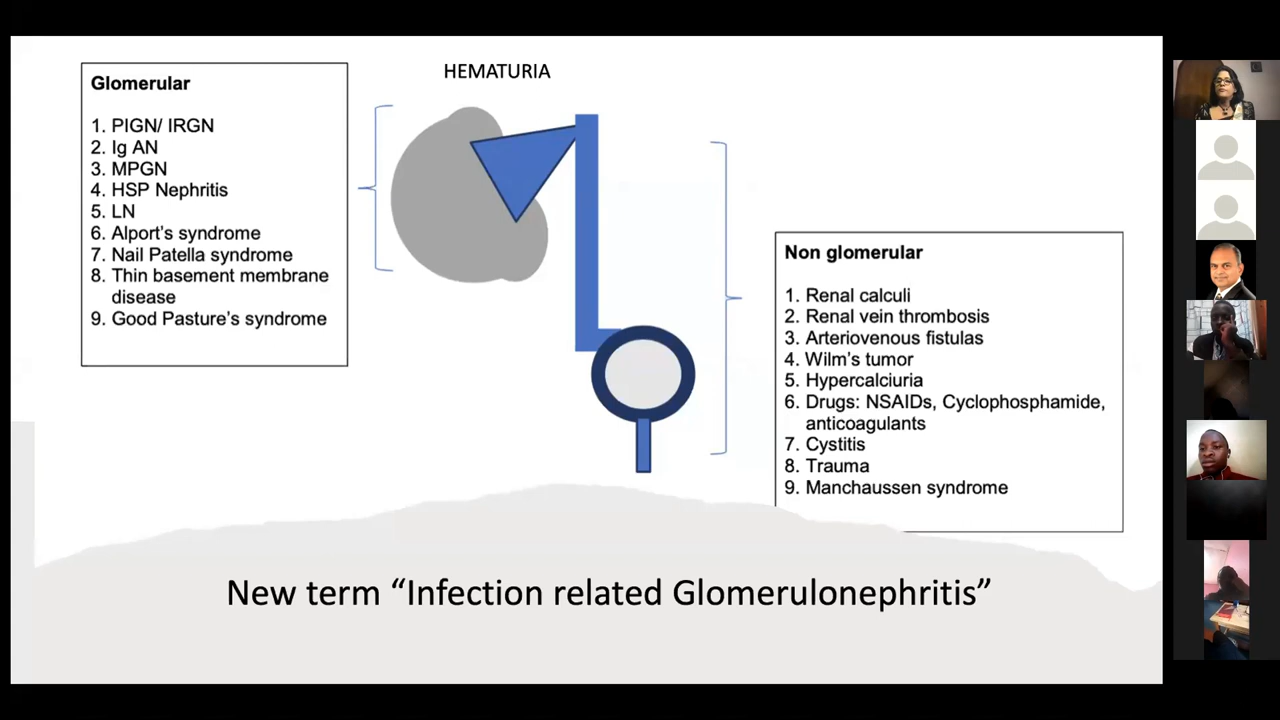 HEMATURIA
Glomerular
1. PIGN/ IRGN
2. Ig AN
3. MPGN
4. HSP Nephritis
5. LN
6. Alport's syndrome
7. Nail Patella syndrome
8. Thin basement membrane
disease
9. Good Pasture's syndrome
Non glomerular
1. Renal calculi
2. Renal vein thrombosis
3. Arteriovenous fistulas
4. Wilm's tumor
5. Hypercalciuria
6. Drugs: NSAIDs, Cyclophosphamide,
anticoagulants
7. Cystitis
8. Trauma
9. Manchaussen syndrome
New term “Infection related Glomerulonephritis”